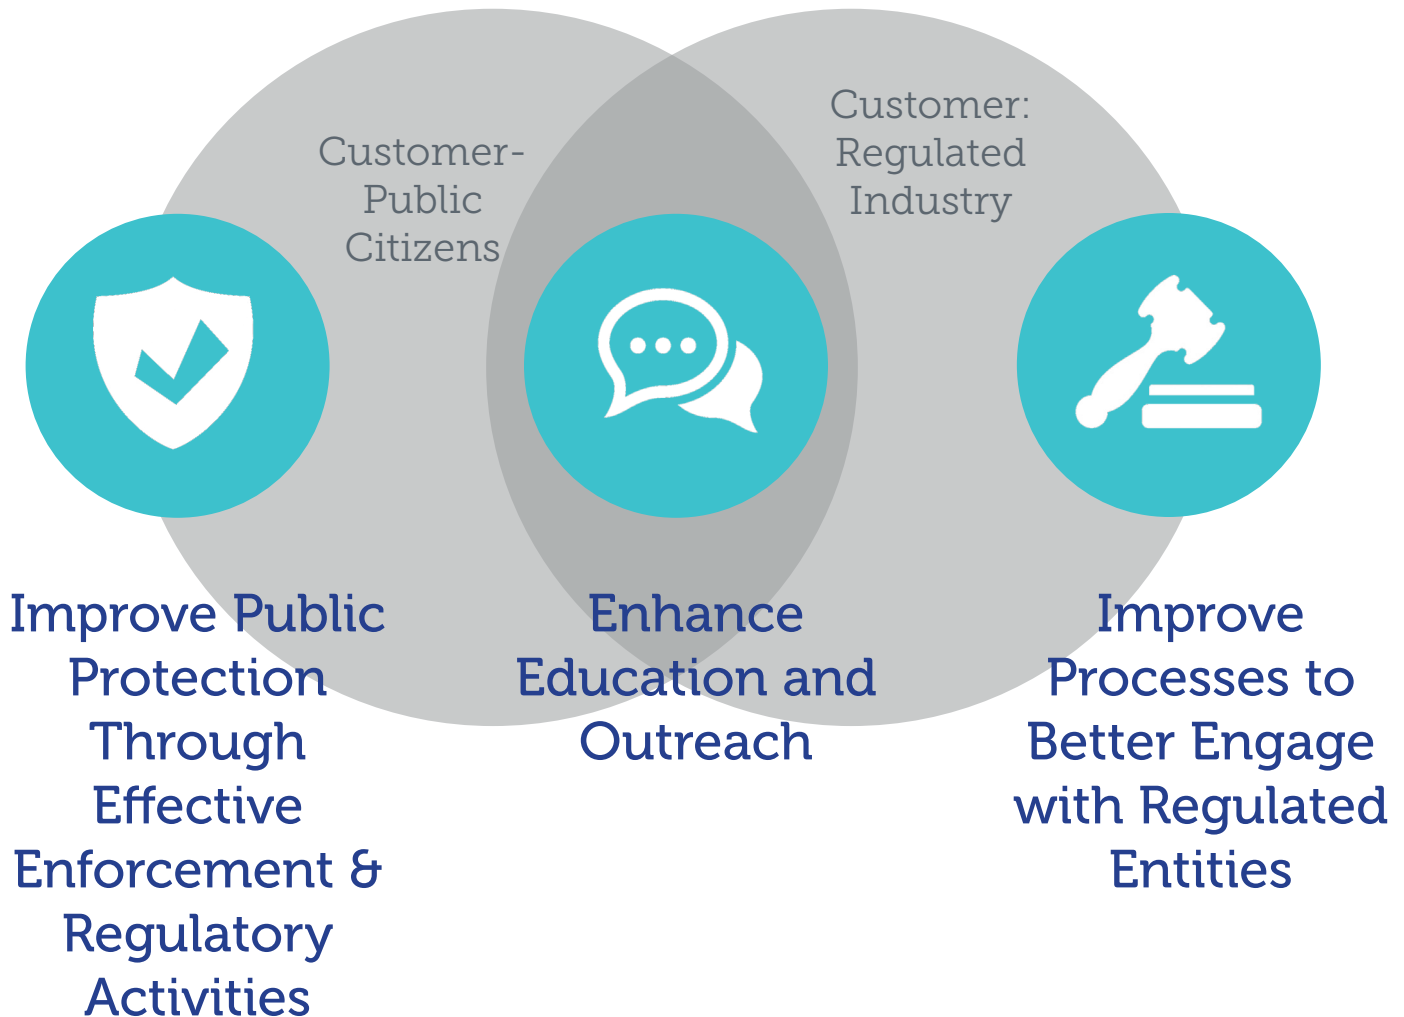 Customer-
Public
Citizens
Customer:
Regulated
Industry
Improve Public
Protection
Through
Effective
Enforcement &
Regulatory
Activities
Enhance
Education and
Outreach
Improve
Processes to
Better Engage
with Regulated
Entities